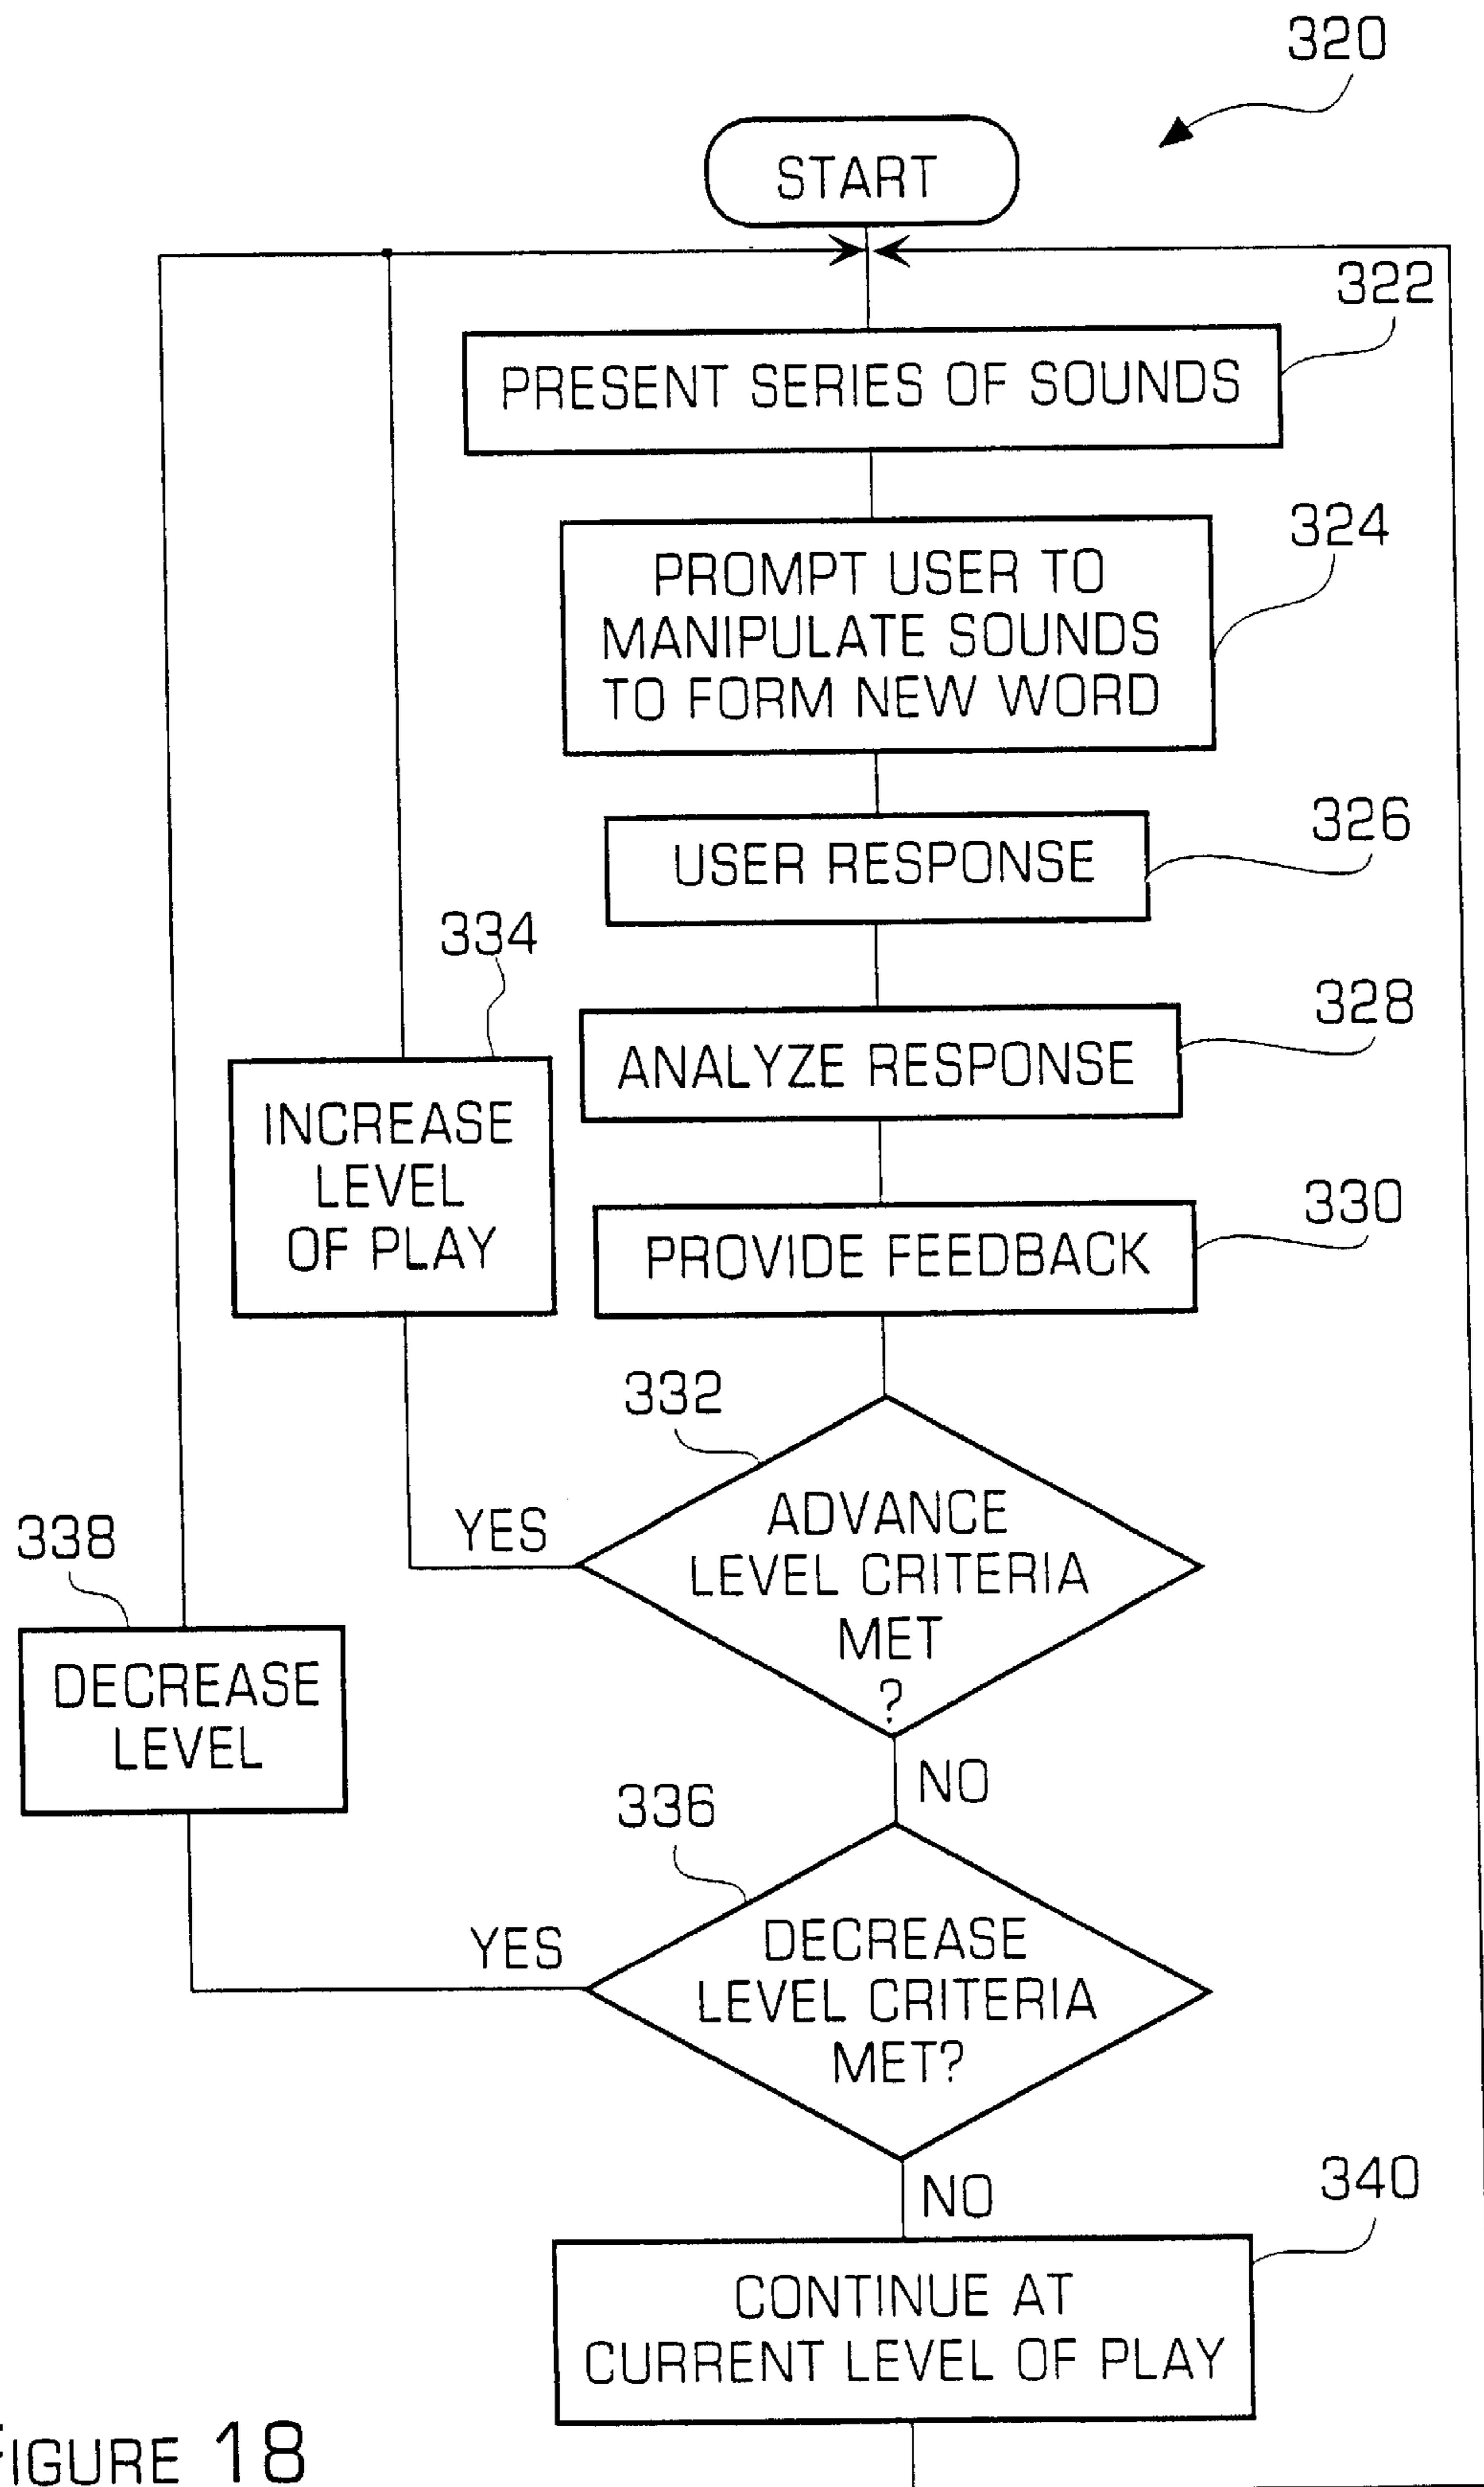 320
START
322
PRESENT SERIES OF SOUNDS
324
PROMPT USER TO
MANIPULATE SOUNDS
TO FORM NEW WORD
326
USER RESPONSE
334
328
ANALYZE RESPONSE
INCREASE
LEVEL
OF PLAY
330
PROVIDE FEEDBACK
332
YES
ADVANCE
LEVEL CRITERIA
MET
?
338
DECREASE
LEVEL
NO
336
YES
DECREASE
LEVEL CRITERIA
MET?
NO
340
CONTINUE AT
CURRENT LEVEL OF PLAY
FIGURE 18